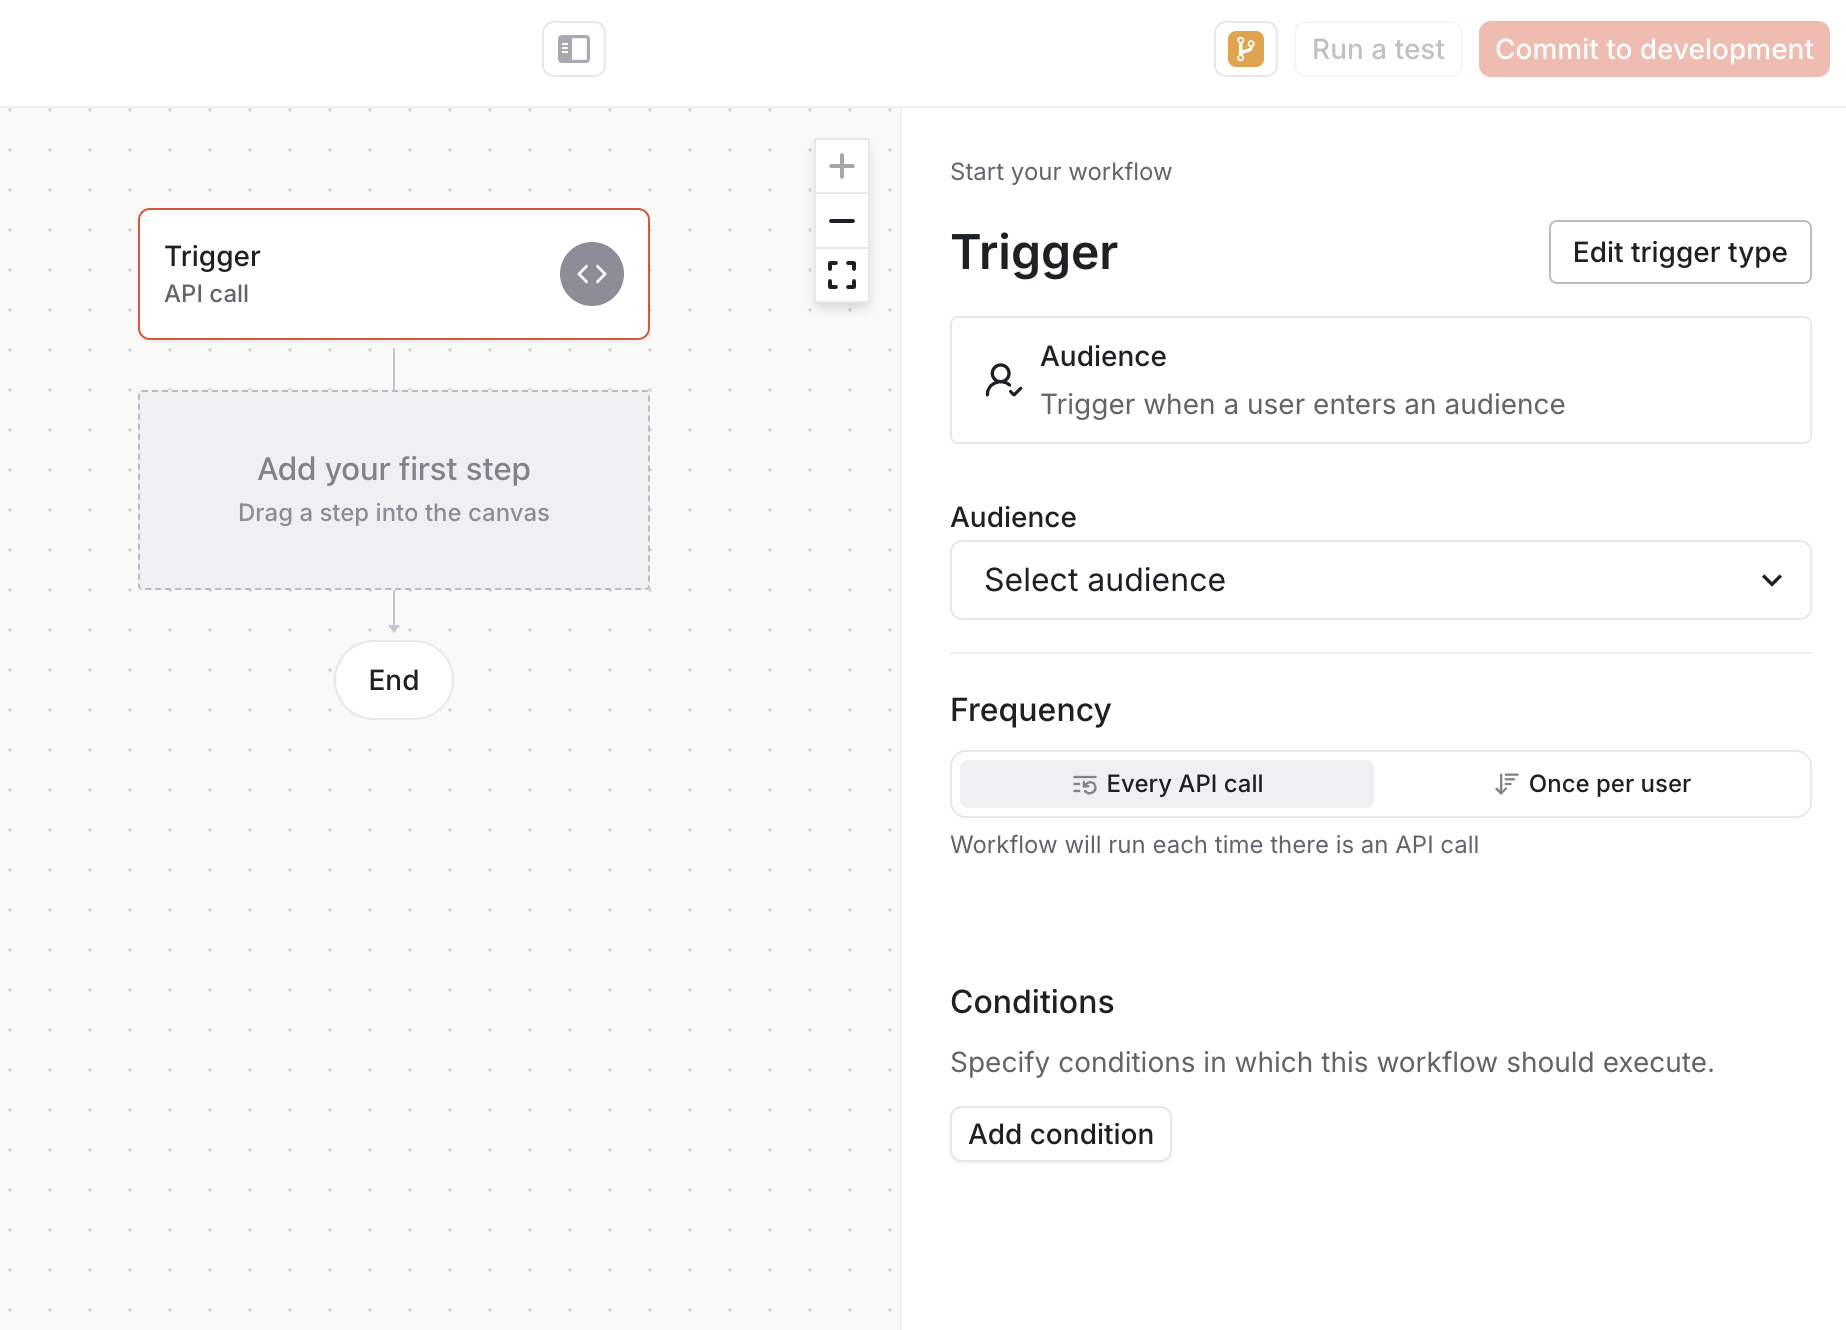 Run a test
Commit to development
Trigger
API call
Add your first step
Drag a step into the canvas
End
Start your workflow
Trigger
Edit trigger type
Audience
Trigger when a user enters an audience
Audience
Select audience
Frequency
Every API call
Once per user
Workflow will run each time there is an API call
Conditions
Specify conditions in which this workflow should execute.
Add condition